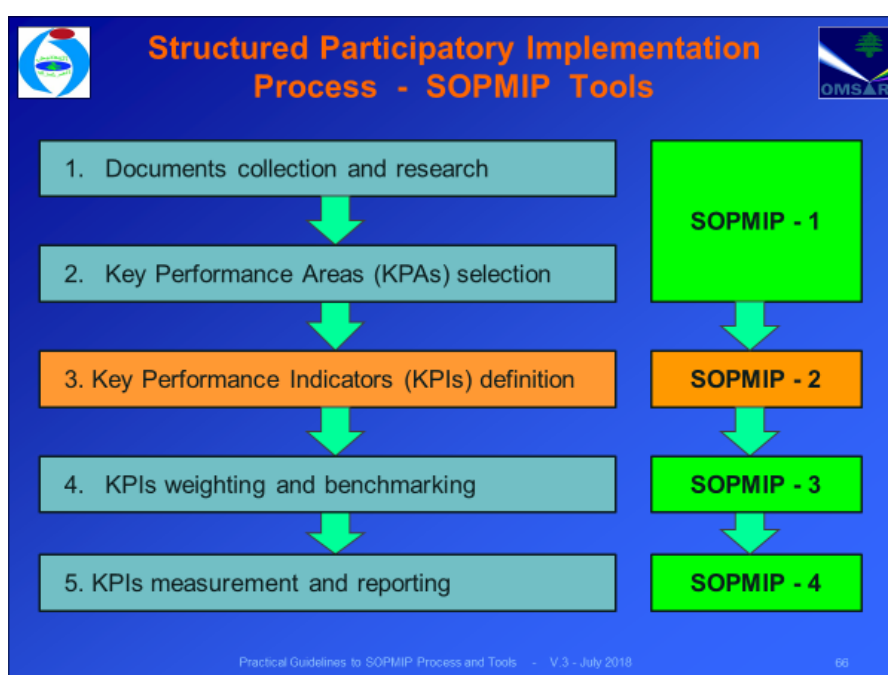 Structured Participatory Implementation
Process - SOPMIP Tools
OMSAR
1. Documents collection and research
SOPMIP - 1
2. Key Performance Areas (KPAs) selection
3. Key Performance Indicators (KPIs) definition
SOPMIP - 2
4. KPIs weighting and benchmarking
SOPMIP - 3
5. KPIs measurement and reporting
SOPMIP - 4
Practical Guidelines to SOPMIP Process and Tools - V.3 - July 2018
66